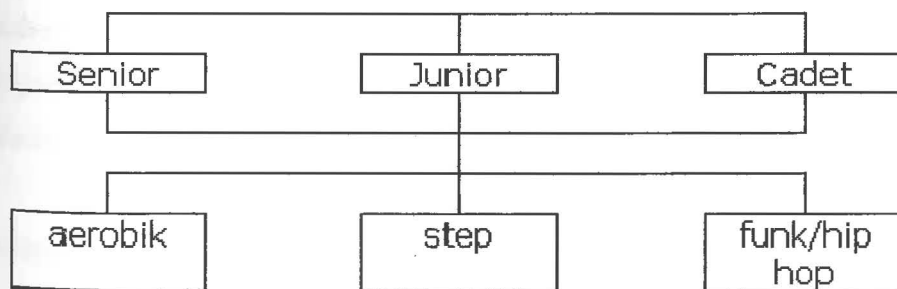 Senior
Junior
Cadet
aerobik
step
funk/hip
hop